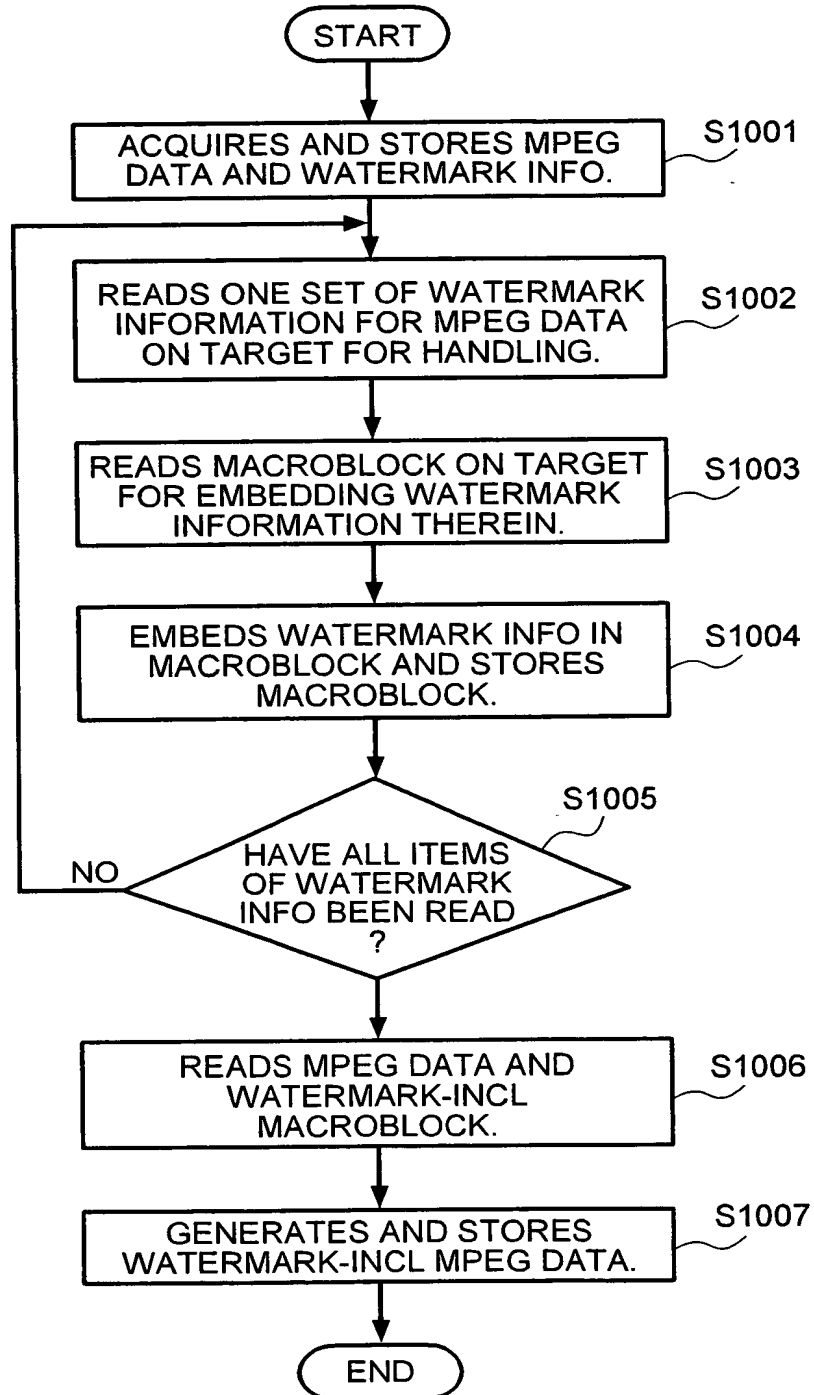 START
ACQUIRES AND STORES MPEG
DATA AND WATERMARK INFO.
S1001
READS ONE SET OF WATERMARK
INFORMATION FOR MPEG DATA
ON TARGET FOR HANDLING.
S1002
READS MACROBLOCK ON TARGET
FOR EMBEDDING WATERMARK
INFORMATION THEREIN.
S1003
EMBEDS WATERMARK INFO IN
MACROBLOCK AND STORES
MACROBLOCK.
S1004
S1005
HAVE ALL ITEMS
OF WATERMARK
INFO BEEN READ
?
NO
READS MPEG DATA AND
WATERMARK-INCL
MACROBLOCK.
S1006
GENERATES AND STORES
WATERMARK-INCL MPEG DATA.
S1007
END